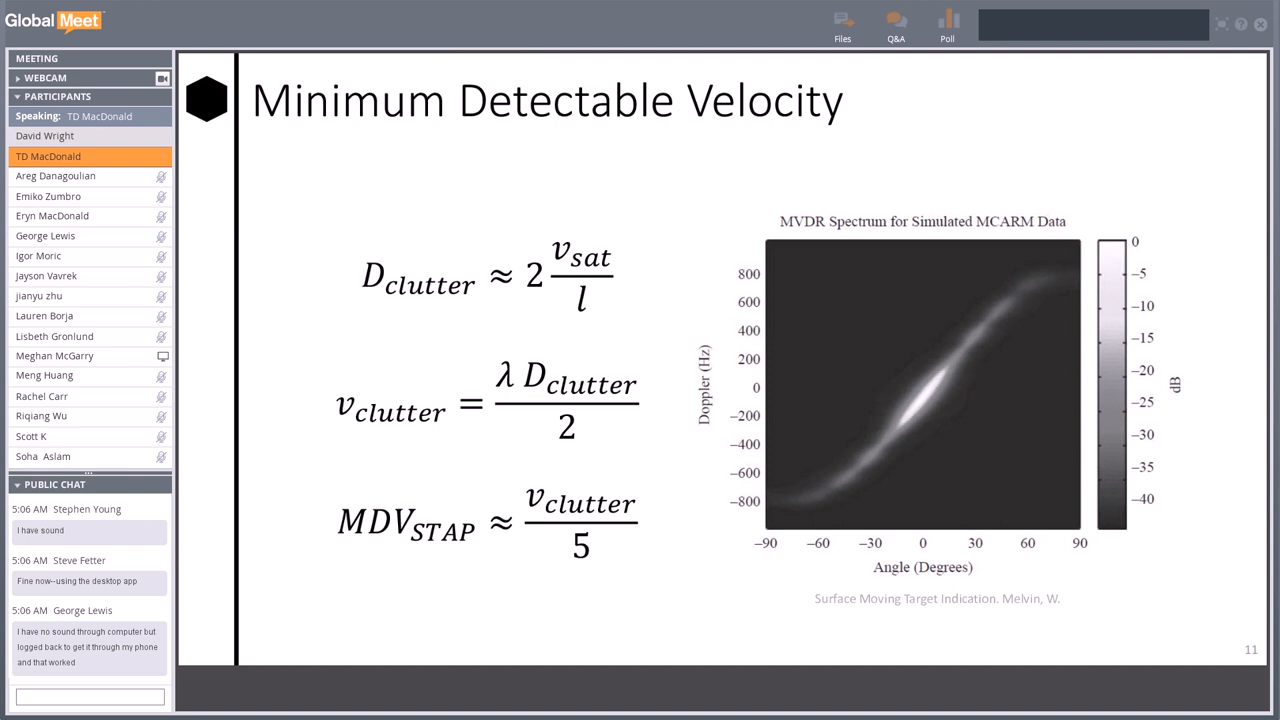 Global Meet
Files
Q&A
Poll
MEETING
WEBCAM
PARTICIPANTS
Speaking: TD MacDonald
David Wright
TD MacDonald
Areg Danagoulian
Emiko Zumbro
Eryn MacDonald
George Lewis
Igor Moric
Jayson Vavrek
jianyu zhu
Lauren Borja
Lisbeth Gronlund
Meghan McGarry
Meng Huang
Rachel Carr
Riqiang Wu
Scott K
Soha Aslam
PUBLIC CHAT
5:06 AM Stephen Young
I have sound
5:06 AM Steve Fetter
Fine now--using the desktop app
5:06 AM George Lewis
I have no sound through computer but
logged back to get it through my phone
and that worked
Minimum Detectable Velocity
D_clutter ≈ 2 v_sat / l
v_clutter = λ D_clutter / 2
MDV_STAP ≈ v_clutter / 5
MVDR Spectrum for Simulated MCARM Data
Doppler (Hz)
800
600
400
200
0
−200
−400
−600
−800
−90 −60 −30 0 30 60 90
Angle (Degrees)
0
−5
−10
−15
−20
−25
−30
−35
−40
dB
Surface Moving Target Indication. Melvin, W.
11